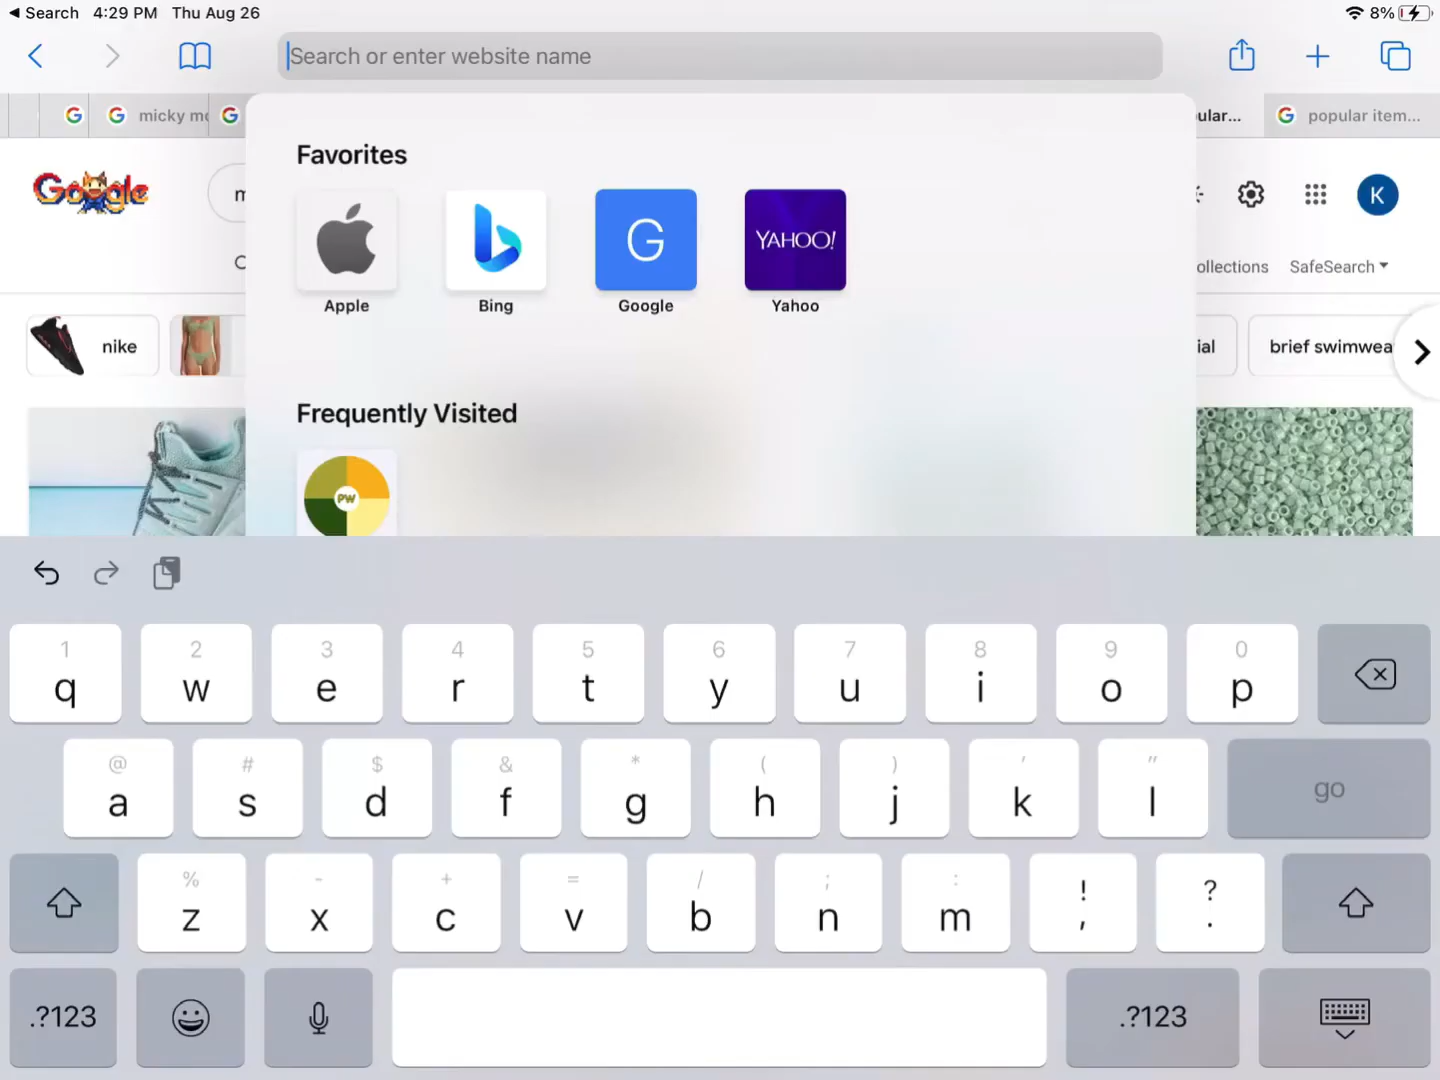 Search 4:29 PM Thu Aug 26 8%
Search or enter website name
G G micky mo G ular... G popular item...
Google m K
Favorites
G YAHOO!
Apple Bing Google Yahoo
ollections SafeSearch
nike ial brief swimwea
Frequently Visited
PW
1 2 3 4 5 6 7 8 9 0
q w e r t y u i o p
@ # $ & * ( ) ' "
a s d f g h j k l go
% - + = / ; : ! ?
z x c v b n m , .
.?123 .?123